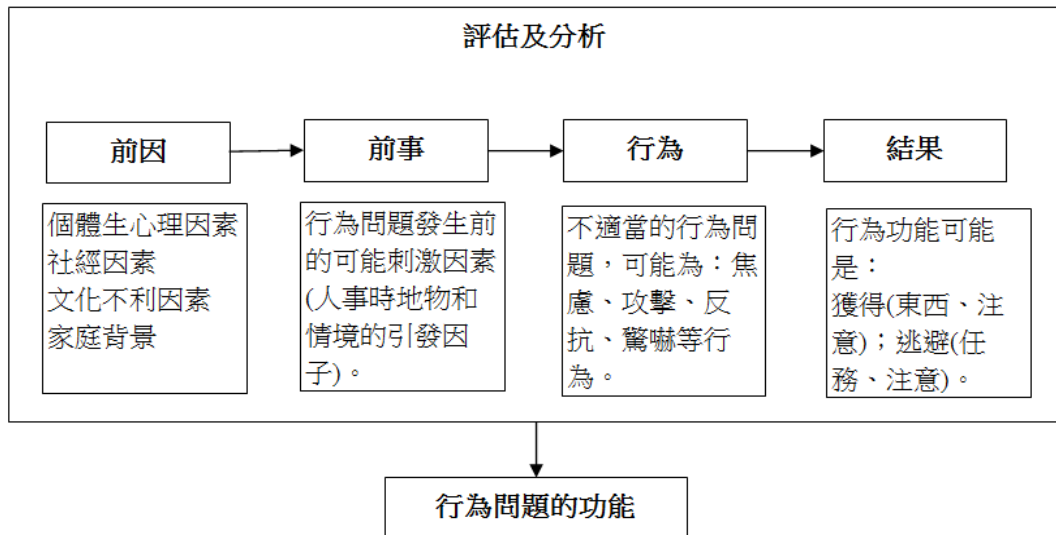 評估及分析
前因
前事
行為
結果
個體生心理因素
社經因素
文化不利因素
家庭背景
行為問題發生前
的可能刺激因素
(人事時地物和
情境的引發因
子)。
不適當的行為問
題，可能為：焦
慮、攻擊、反
抗、驚嚇等行
為。
行為功能可能
是：
獲得(東西、注
意)；逃避(任
務、注意)。
行為問題的功能